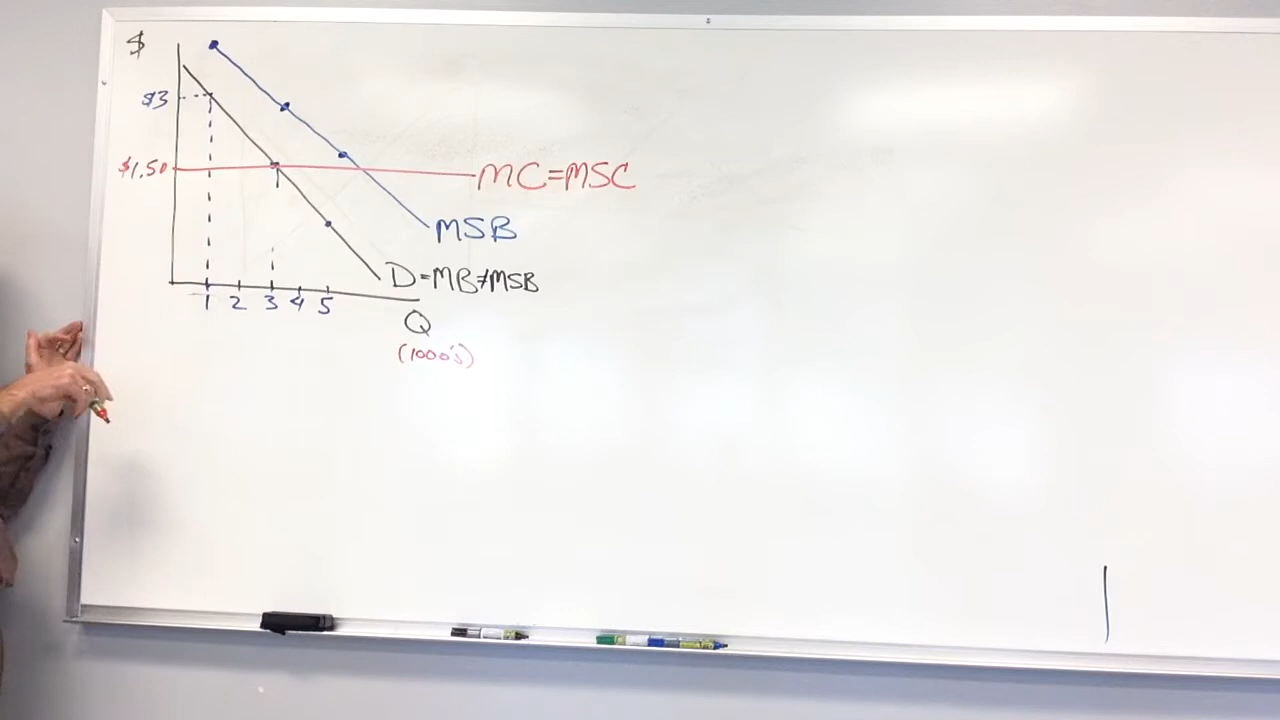 $
$3
$1.50
MC=MSC
MSB
D=MB≠MSB
1 2 3 4 5
Q
(1000's)